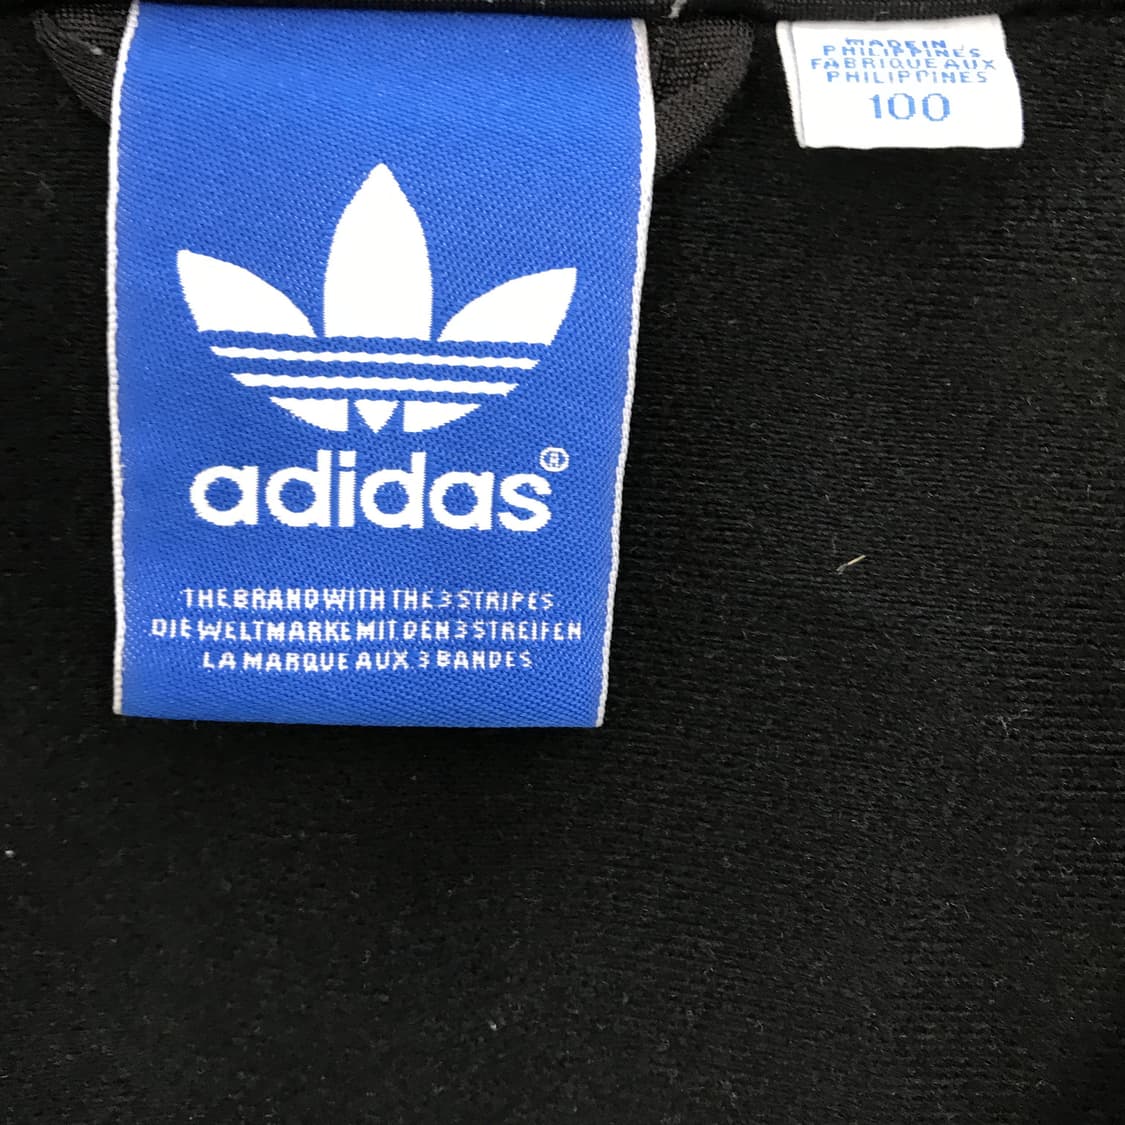 adidas®
THE BRAND WITH THE 3 STRIPES
DIE WELTMARKE MIT DEN 3 STREIFEN
LA MARQUE AUX 3 BANDES
MADE IN
PHILIPPINES
FABRIQUE AUX
PHILIPPINES
100